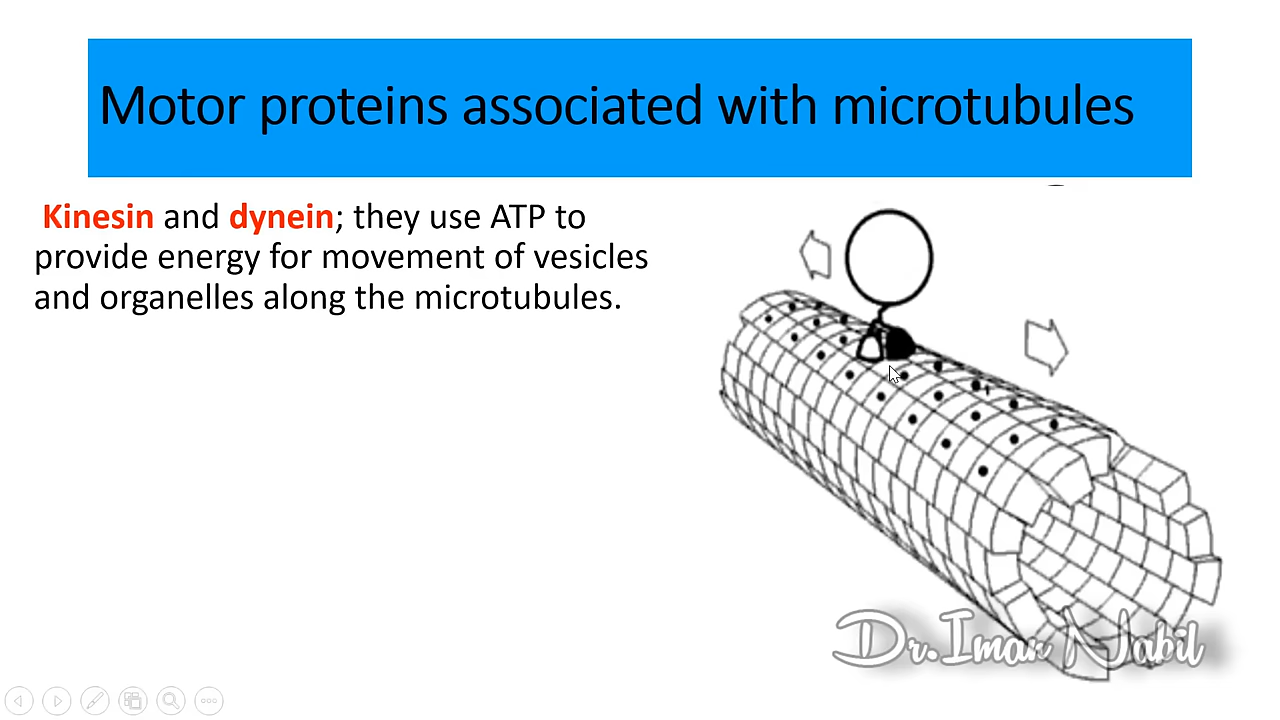 Motor proteins associated with microtubules
Kinesin and dynein; they use ATP to
provide energy for movement of vesicles
and organelles along the microtubules.
Dr.Iman Nabil